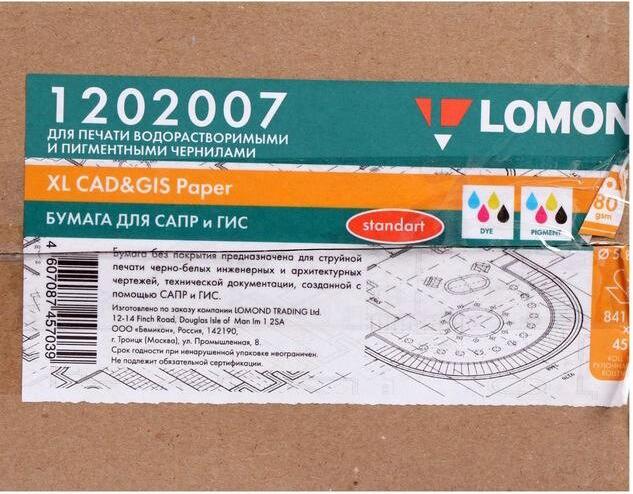 1202007
ДЛЯ ПЕЧАТИ ВОДОРАСТВОРИМЫМИ
И ПИГМЕНТНЫМИ ЧЕРНИЛАМИ
LOMON
XL CAD&GIS Paper
БУМАГА ДЛЯ САПР и ГИС
standart
DYE
PIGMENT
80
gsm
4 607087 457039
Бумага без покрытия предназначена для струйной
печати черно-белых инженерных и архитектурных
чертежей, технической документации, созданной с
помощью САПР и ГИС.
Изготовлено по заказу компании LOMOND TRADING Ltd.
12-14 Finch Road, Douglas Isle of Man Im 1 2SA
ООО «Бемикон», Россия, 142190,
г. Троицк (Москва), ул. Промышленная, 8.
Срок годности при ненарушенной упаковке неограничен.
Не подлежит обязательной сертификации.
841
x
45